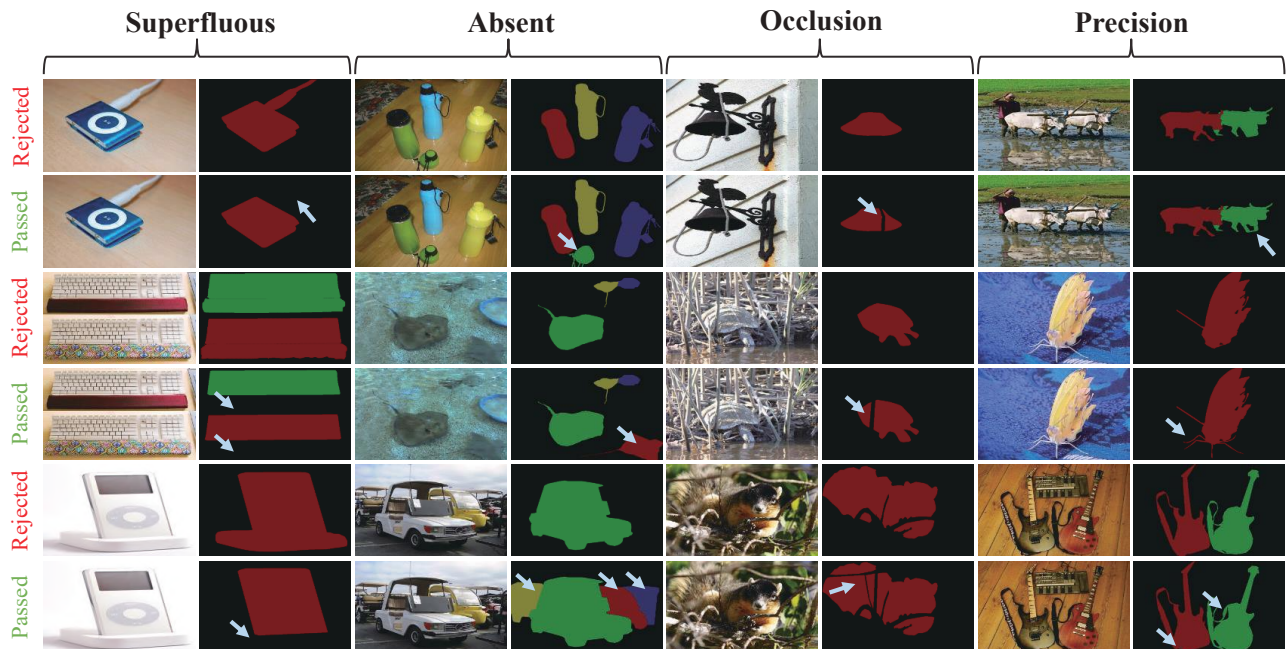 Superfluous Absent Occlusion Precision
Rejected
Passed
Rejected
Passed
Rejected
Passed